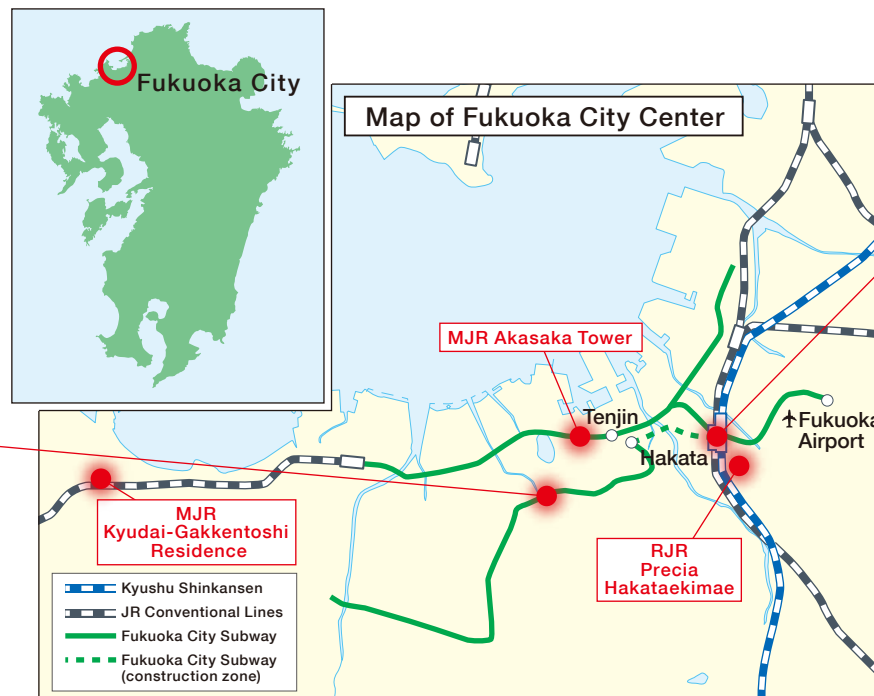 Fukuoka City
Map of Fukuoka City Center
MJR Akasaka Tower
Tenjin
Hakata
Fukuoka
Airport
MJR
Kyudai-Gakkentoshi
Residence
RJR
Precia
Hakataekimae
Kyushu Shinkansen
JR Conventional Lines
Fukuoka City Subway
Fukuoka City Subway
(construction zone)